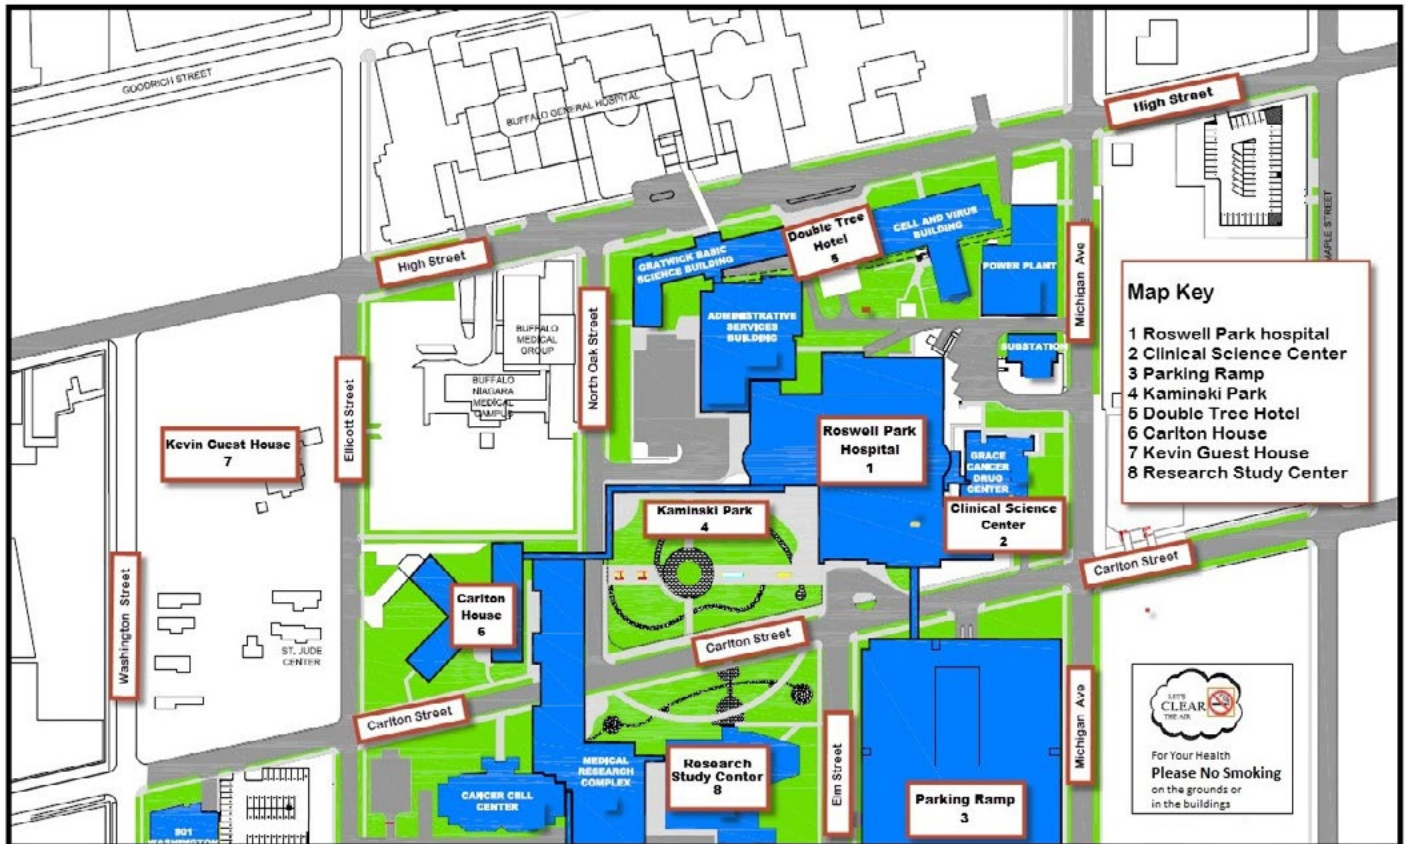 GOODRICH STREET
BUFFALO GENERAL HOSPITAL
High Street
MAPLE STREET
High Street
GRATWICK BASIC
SCIENCE BUILDING
Double Tree
Hotel
5
CELL AND VIRUS
BUILDING
POWER PLANT
Michigan Ave
Map Key
1 Roswell Park hospital
2 Clinical Science Center
3 Parking Ramp
4 Kaminski Park
5 Double Tree Hotel
6 Carlton House
7 Kevin Guest House
8 Research Study Center
BUFFALO
MEDICAL
GROUP
ADMINISTRATIVE
SERVICES
BUILDING
SUBSTATION
North Oak Street
BUFFALO
NIAGARA
MEDICAL
CAMPUS
Ellicott Street
Kevin Guest House
7
Roswell Park
Hospital
1
GRACE
CANCER
DRUG
CENTER
Kaminski Park
4
Clinical Science
Center
2
Carlton Street
Washington Street
Carlton
House
6
Carlton Street
ST. JUDE
CENTER
Carlton Street
Michigan Ave
LET'S
CLEAR
THE AIR
For Your Health
Please No Smoking
on the grounds or
in the buildings
MEDICAL
RESEARCH
COMPLEX
Research
Study Center
8
Elm Street
Parking Ramp
3
CANCER CELL
CENTER
901
WASHINGTON